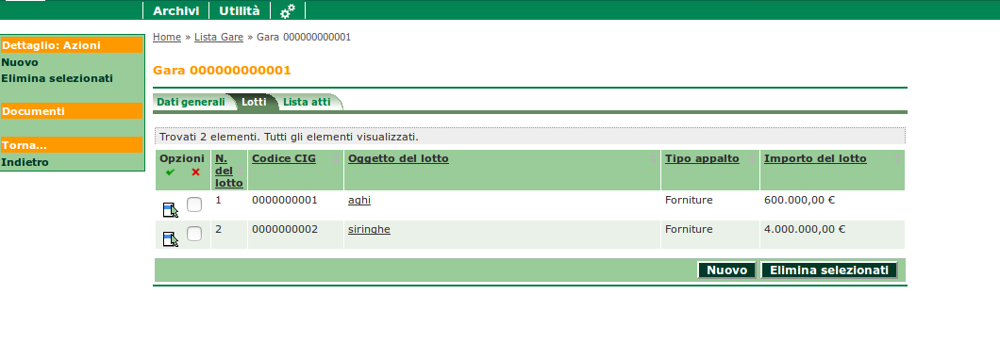 Archivi Utilità
Home » Lista Gare » Gara 000000000001
Dettaglio: Azioni
Nuovo
Elimina selezionati
Documenti
Torna...
Indietro
Gara 000000000001
Dati generali Lotti Lista atti
Trovati 2 elementi. Tutti gli elementi visualizzati.
Opzioni N. del lotto Codice CIG Oggetto del lotto Tipo appalto Importo del lotto
1 0000000001 aghi Forniture 600.000,00 €
2 0000000002 siringhe Forniture 4.000.000,00 €
Nuovo Elimina selezionati